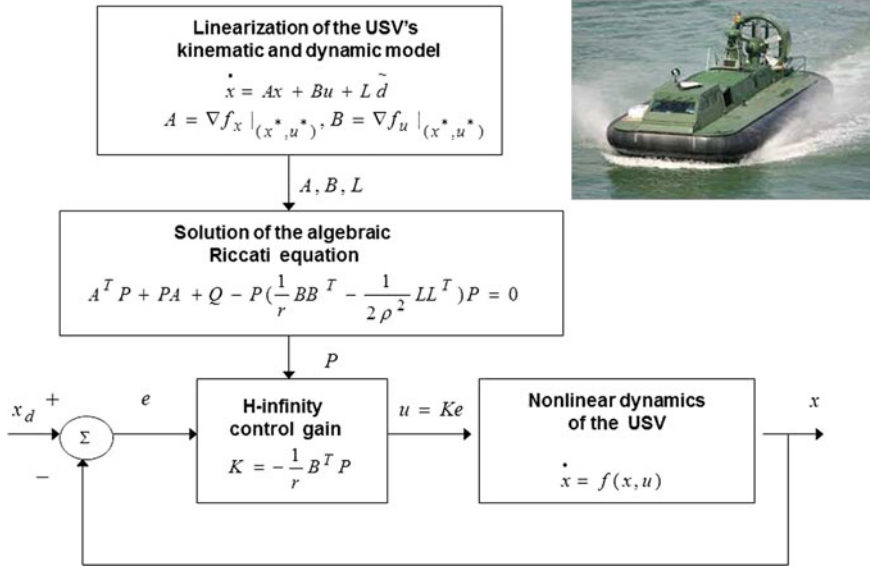 Linearization of the USV's
kinematic and dynamic model
ẋ = Ax + Bu + L d̃
A = ∇f_x |_(x*,u*), B = ∇f_u |_(x*,u*)
A, B, L
Solution of the algebraic
Riccati equation
A^T P + PA + Q − P(1/r BB^T − 1/(2ρ^2) LL^T)P = 0
P
x_d
+
−
Σ
e
H-infinity
control gain
K = −1/r B^T P
u = Ke
Nonlinear dynamics
of the USV
ẋ = f(x,u)
x